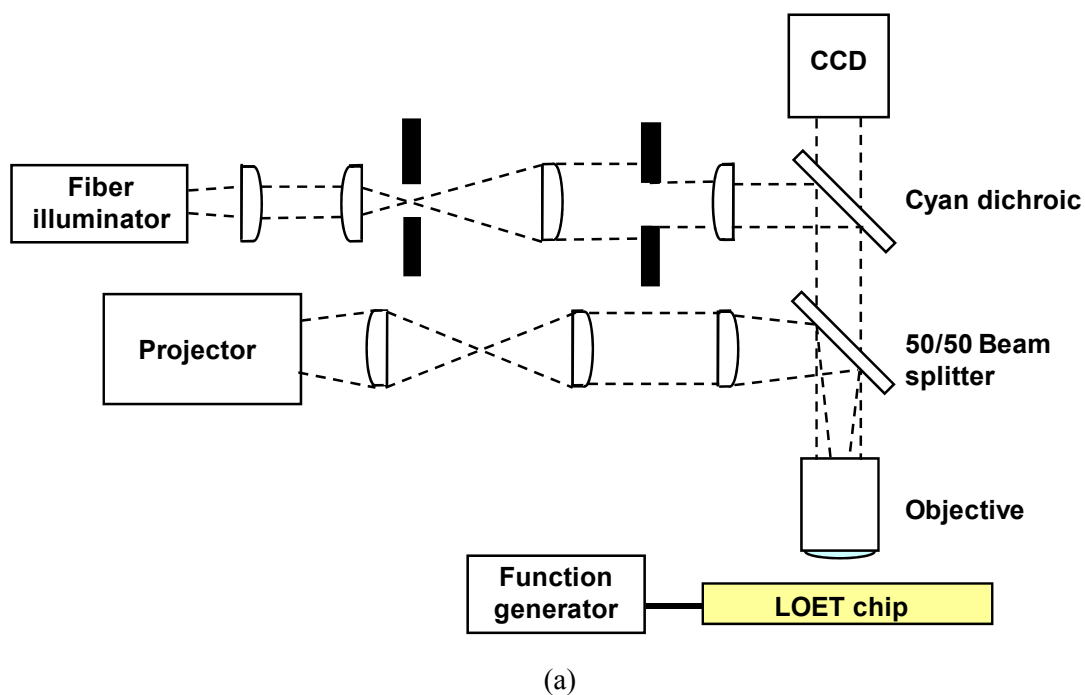 CCD
Fiber
illuminator
Cyan dichroic
Projector
50/50 Beam
splitter
Objective
Function
generator
LOET chip
(a)